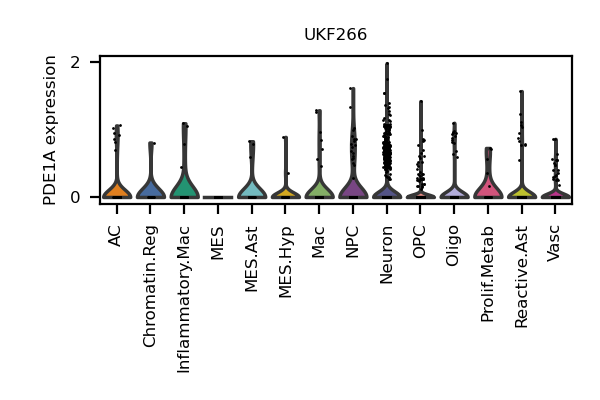 UKF266
PDE1A expression
2
0
AC
Chromatin.Reg
Inflammatory.Mac
MES
MES.Ast
MES.Hyp
Mac
NPC
Neuron
OPC
Oligo
Prolif.Metab
Reactive.Ast
Vasc